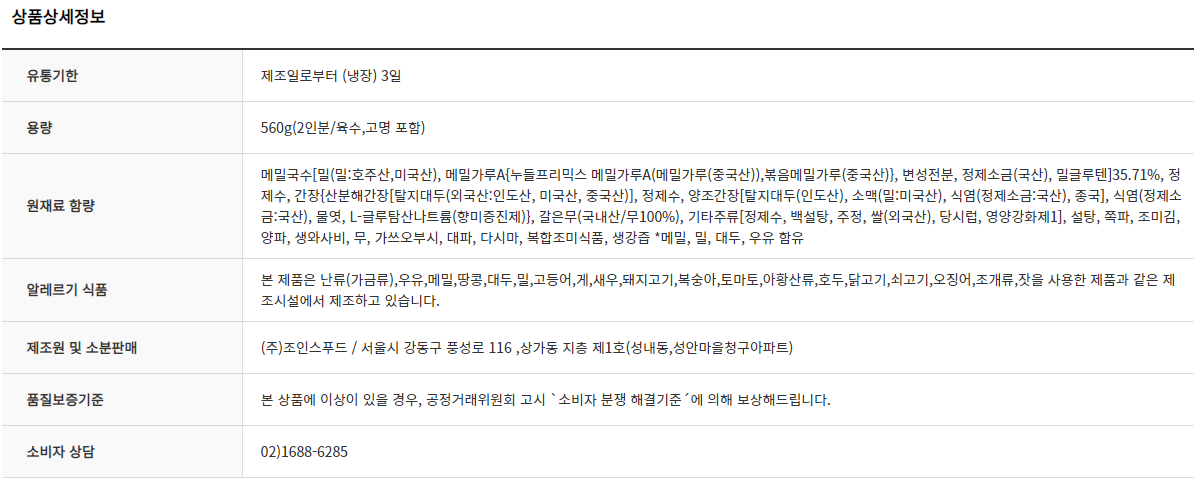 상품상세정보
유통기한
제조일로부터 (냉장) 3일
용량
560g(2인분/육수,고명 포함)
원재료 함량
메밀국수[밀(밀:호주산,미국산), 메밀가루A{누들프리믹스 메밀가루A(메밀가루(중국산)),볶음메밀가루(중국산)}, 변성전분, 정제소금(국산), 밀글루텐]35.71%, 정
제수, 간장{산분해간장[탈지대두(외국산:인도산, 미국산, 중국산)], 정제수, 양조간장[탈지대두(인도산), 소맥(밀:미국산), 식염(정제소금:국산), 종국], 식염(정제소
금:국산), 물엿, L-글루탐산나트륨(향미증진제)}, 갈은무(국내산/무100%), 기타주류[정제수, 백설탕, 주정, 쌀(외국산), 당시럽, 영양강화제1], 설탕, 쪽파, 조미김,
양파, 생와사비, 무, 가쓰오부시, 대파, 다시마, 복합조미식품, 생강즙 *메밀, 밀, 대두, 우유 함유
알레르기 식품
본 제품은 난류(가금류),우유,메밀,땅콩,대두,밀,고등어,게,새우,돼지고기,복숭아,토마토,아황산류,호두,닭고기,쇠고기,오징어,조개류,잣을 사용한 제품과 같은 제
조시설에서 제조하고 있습니다.
제조원 및 소분판매
(주)조인스푸드 / 서울시 강동구 풍성로 116 ,상가동 지층 제1호(성내동,성안마을청구아파트)
품질보증기준
본 상품에 이상이 있을 경우, 공정거래위원회 고시 `소비자 분쟁 해결기준´에 의해 보상해드립니다.
소비자 상담
02)1688-6285